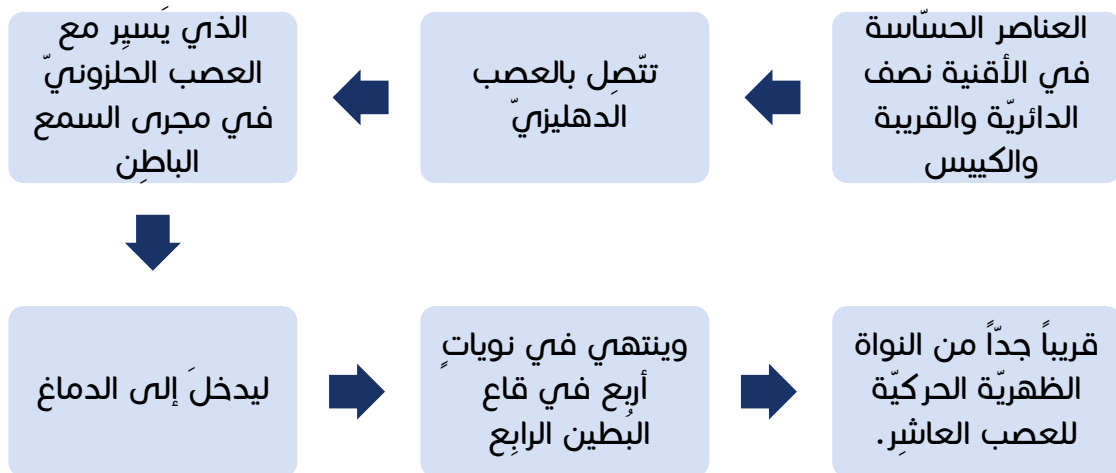 العناصر الحسّاسة
في الأقنية نصف
الدائريّة والقريبة
والكييس
تتّصِل بالعصب
الدهليزيّ
الذي يَسيِر مع
العصب الحلزونيّ
في مجرى السمع
الباطِن
ليدخلَ إلى الدماغ
وينتهي في نوياتٍ
أربع في قاع
البُطين الرابِع
قريباً جدّاً من النواة
الظهريّة الحركيّة
للعصب العاشِر.